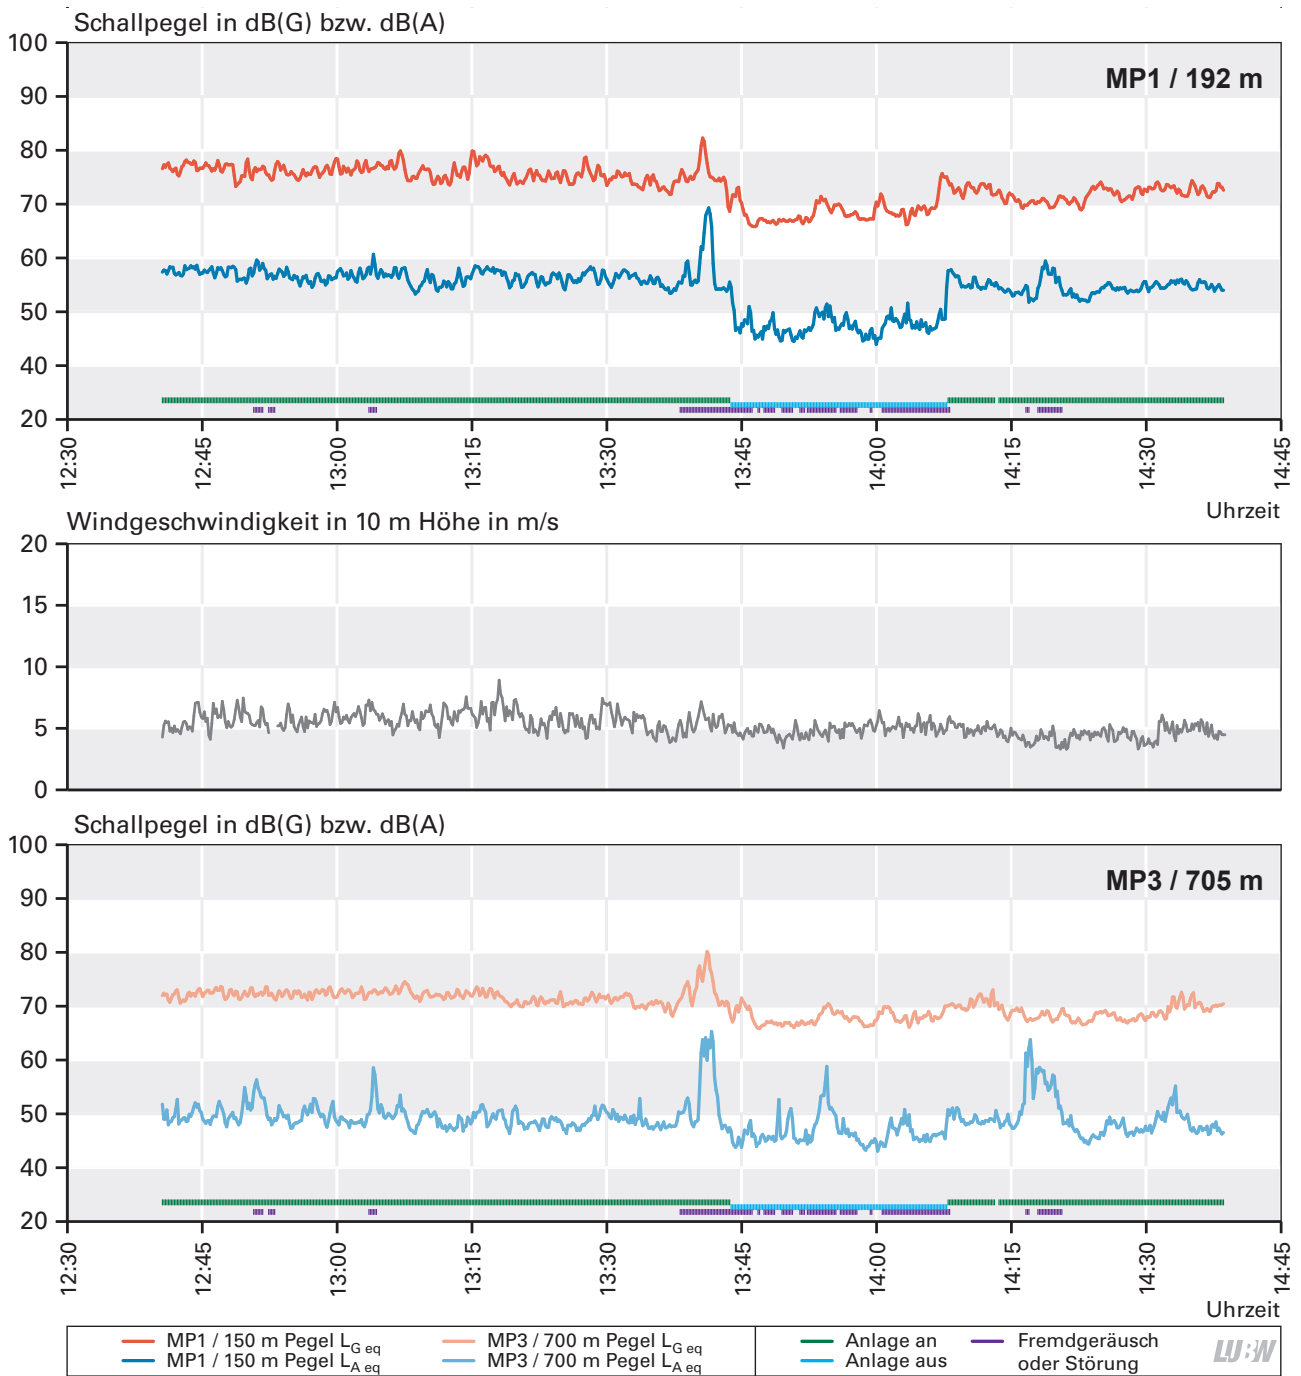 Schallpegel in dB(G) bzw. dB(A)
100
90
80
70
60
50
40
20
MP1 / 192 m
12:30
12:45
13:00
13:15
13:30
13:45
14:00
14:15
14:30
14:45
Uhrzeit
Windgeschwindigkeit in 10 m Höhe in m/s
20
15
10
5
0
Schallpegel in dB(G) bzw. dB(A)
100
90
80
70
60
50
40
20
MP3 / 705 m
12:30
12:45
13:00
13:15
13:30
13:45
14:00
14:15
14:30
14:45
Uhrzeit
MP1 / 150 m Pegel L G eq
MP1 / 150 m Pegel L A eq
MP3 / 700 m Pegel L G eq
MP3 / 700 m Pegel L A eq
Anlage an
Anlage aus
Fremdgeräusch
oder Störung
LUBW